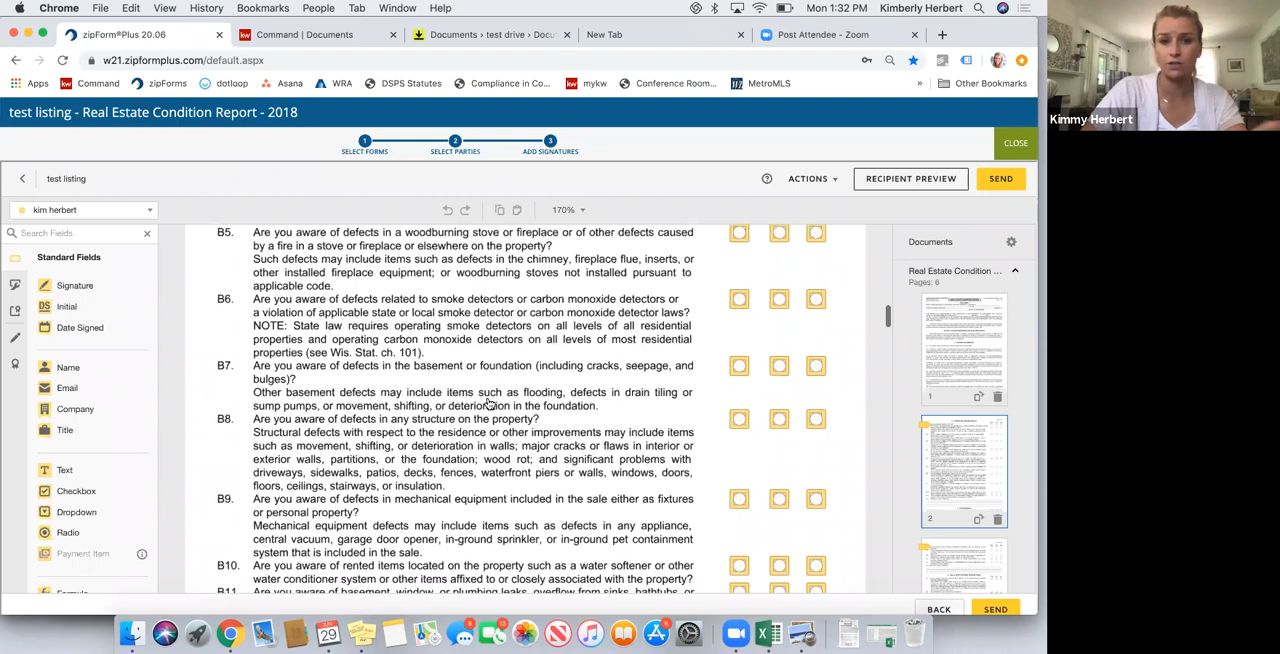 Chrome File Edit View History Bookmarks People Tab Window Help Mon 1:32 PM Kimberly Herbert
zipForm®Plus 20.06 Command | Documents Documents › test drive › Docu New Tab Post Attendee - Zoom
w21.zipformplus.com/default.aspx
Apps Command zipForms dotloop Asana WRA DSPS Statutes Compliance in Co... mykw Conference Room... MetroMLS » Other Bookmarks
test listing - Real Estate Condition Report - 2018
1 2 3
SELECT FORMS SELECT PARTIES ADD SIGNATURES
CLOSE
test listing ACTIONS RECIPIENT PREVIEW SEND
kim herbert 170%
Search Fields
Standard Fields
Signature
DS Initial
Date Signed
Name
Email
Company
Title
Text
Checkbox
Dropdown
Radio
Payment Item
B5. Are you aware of defects in a woodburning stove or fireplace or of other defects caused
by a fire in a stove or fireplace or elsewhere on the property?
Such defects may include items such as defects in the chimney, fireplace flue, inserts, or
other installed fireplace equipment; or woodburning stoves not installed pursuant to
applicable code.
B6. Are you aware of defects related to smoke detectors or carbon monoxide detectors or
a violation of applicable state or local smoke detector or carbon monoxide detector laws?
NOTE: State law requires operating smoke detectors on all levels of all residential
properties and operating carbon monoxide detectors on all levels of most residential
properties (see Wis. Stat. ch. 101).
B7. Are you aware of defects in the basement or foundation (including cracks, seepage, and
bulges)?
Other basement defects may include items such as flooding, defects in drain tiling or
sump pumps, or movement, shifting, or deterioration in the foundation.
B8. Are you aware of defects in any structure on the property?
Structural defects with respect to the residence or other improvements may include items
such as movement, shifting, or deterioration in walls; major cracks or flaws in interior or
exterior walls, partitions, or the foundation; wood rot; and significant problems with
driveways, sidewalks, patios, decks, fences, waterfront piers or walls, windows, doors,
floors, ceilings, stairways, or insulation.
B9. Are you aware of defects in mechanical equipment included in the sale either as fixtures
or personal property?
Mechanical equipment defects may include items such as defects in any appliance,
central vacuum, garage door opener, in-ground sprinkler, or in-ground pet containment
system that is included in the sale.
B10. Are you aware of rented items located on the property such as a water softener or other
water conditioner system or other items affixed to or closely associated with the property?
B11. Are you aware of basement, window, or plumbing leaks, overflow from sinks, bathtubs, or
Documents
Real Estate Condition ...
Pages: 6
1
2
BACK SEND
Kimmy Herbert